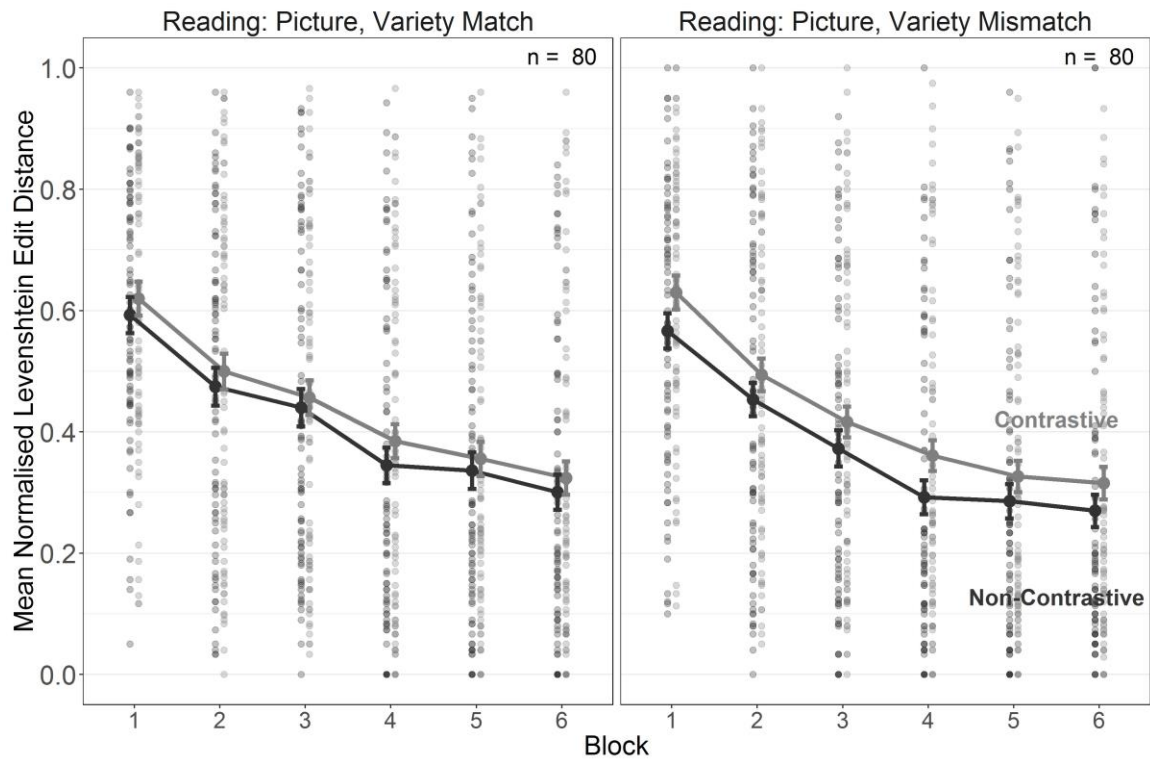 Reading: Picture, Variety Match
Reading: Picture, Variety Mismatch
n = 80
n = 80
Mean Normalised Levenshtein Edit Distance
1.0
0.8
0.6
0.4
0.2
0.0
Contrastive
Non-Contrastive
1 2 3 4 5 6
1 2 3 4 5 6
Block